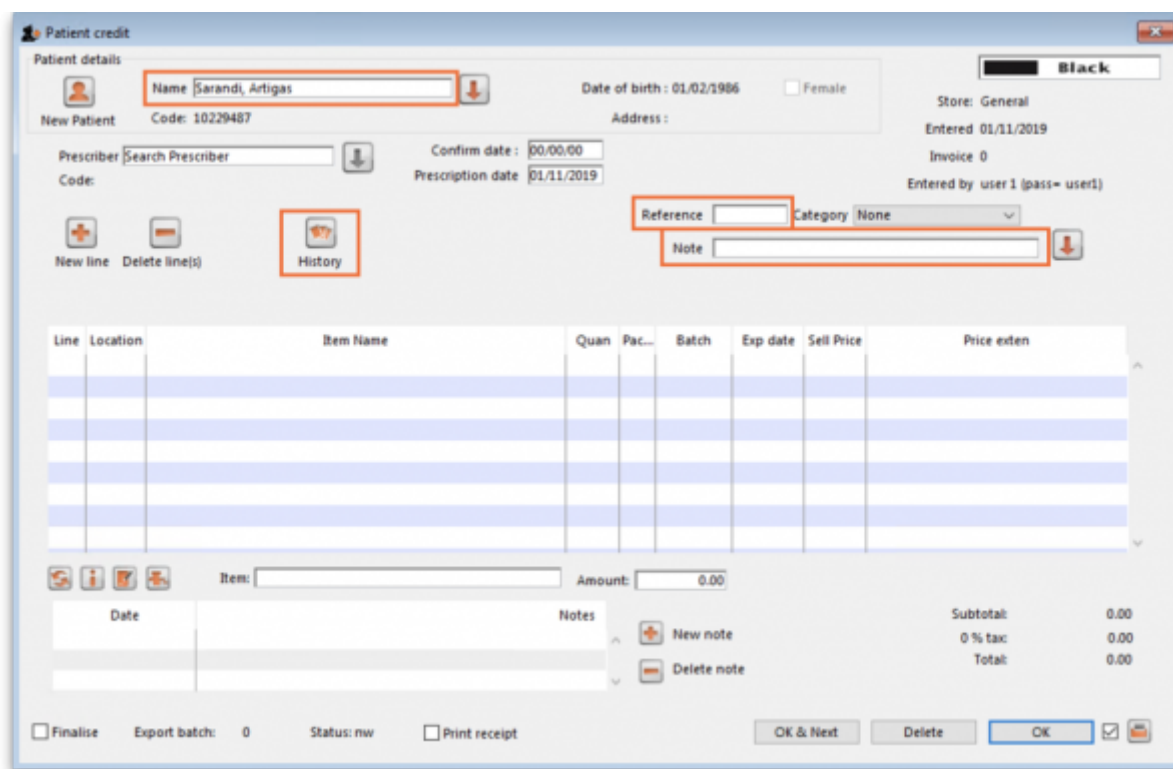 Patient credit
Patient details
Black
Name Sarandi, Artigas
Date of birth : 01/02/1986
Female
Store: General
New Patient
Code: 10229487
Address :
Entered 01/11/2019
Prescriber Search Prescriber
Confirm date : 00/00/00
Invoice 0
Code:
Prescription date 01/11/2019
Entered by user 1 (pass= user1)
Reference
Category None
Note
New line Delete line(s) History
Line Location Item Name Quan Pac... Batch Exp date Sell Price Price exten
Item:
Amount: 0.00
Date Notes
New note
Delete note
Subtotal: 0.00
0 % tax: 0.00
Total: 0.00
Finalise Export batch: 0 Status: nw Print receipt OK & Next Delete OK